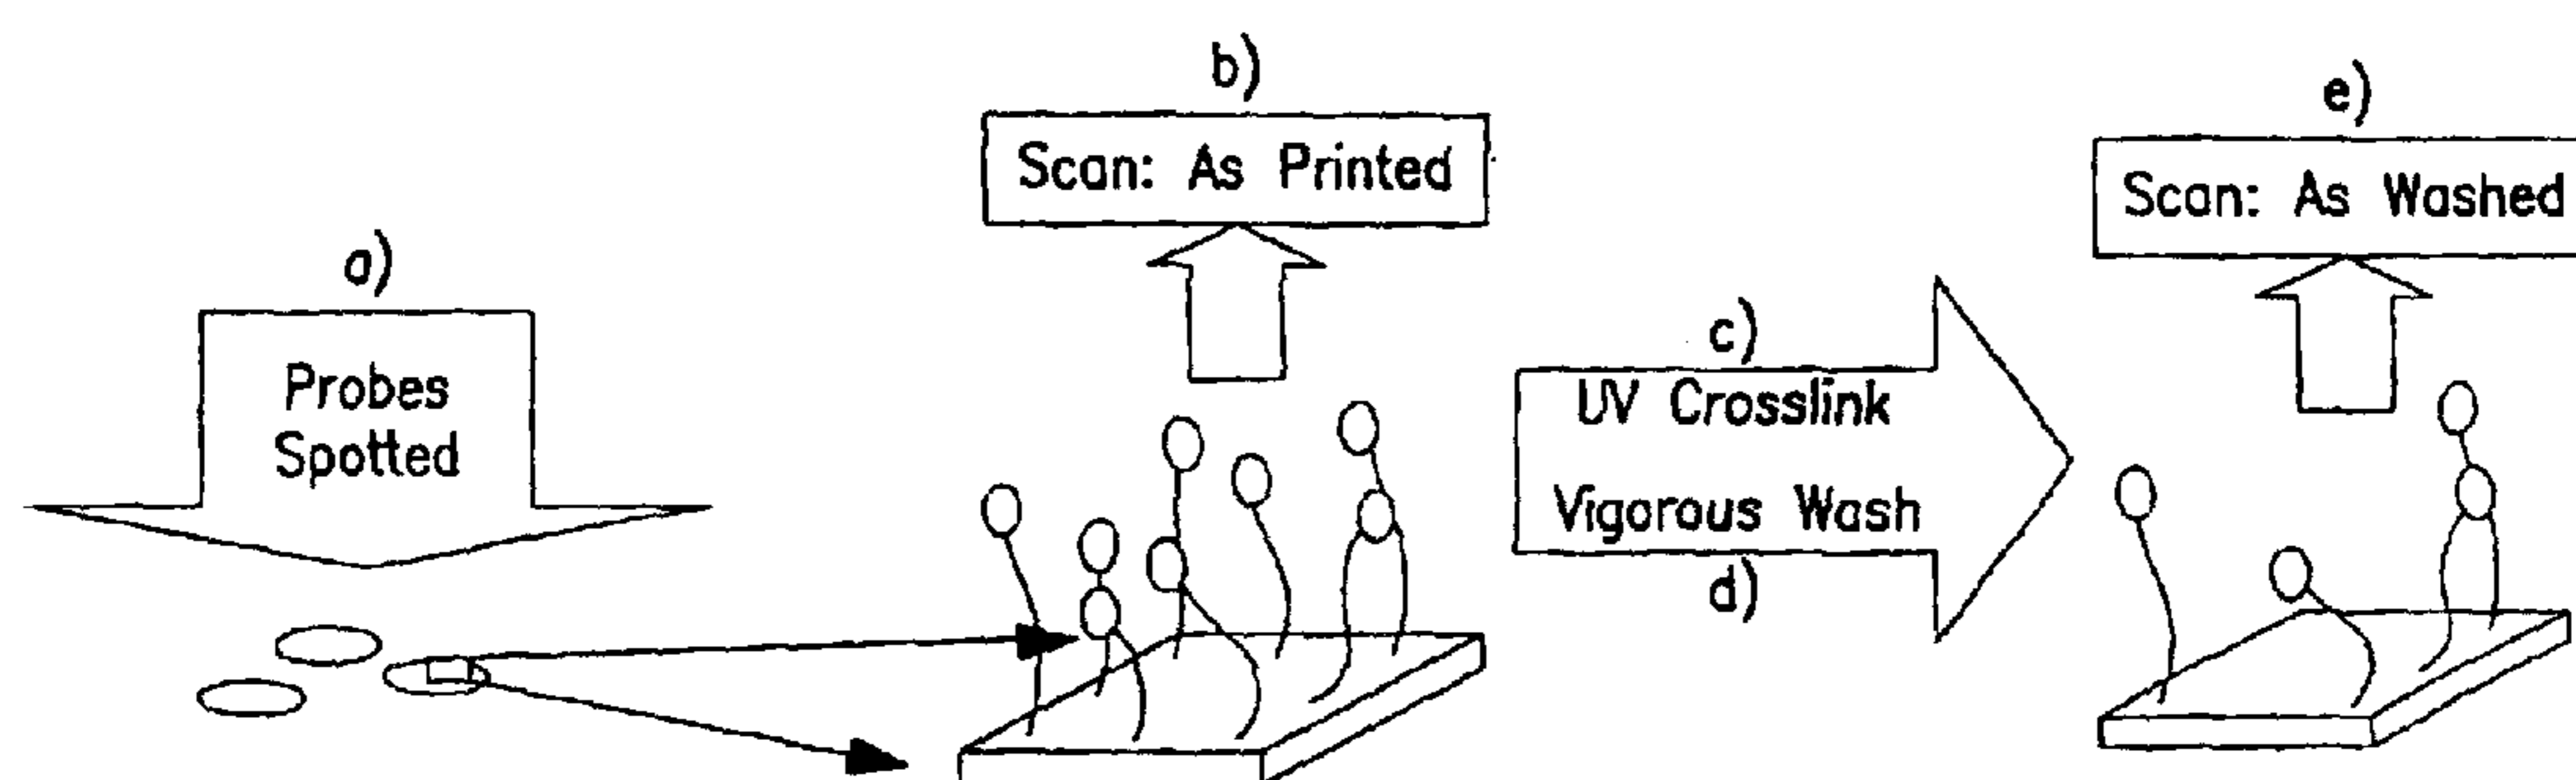 a)
Probes
Spotted
b)
Scan: As Printed
c)
UV Crosslink
Vigorous Wash
d)
e)
Scan: As Washed